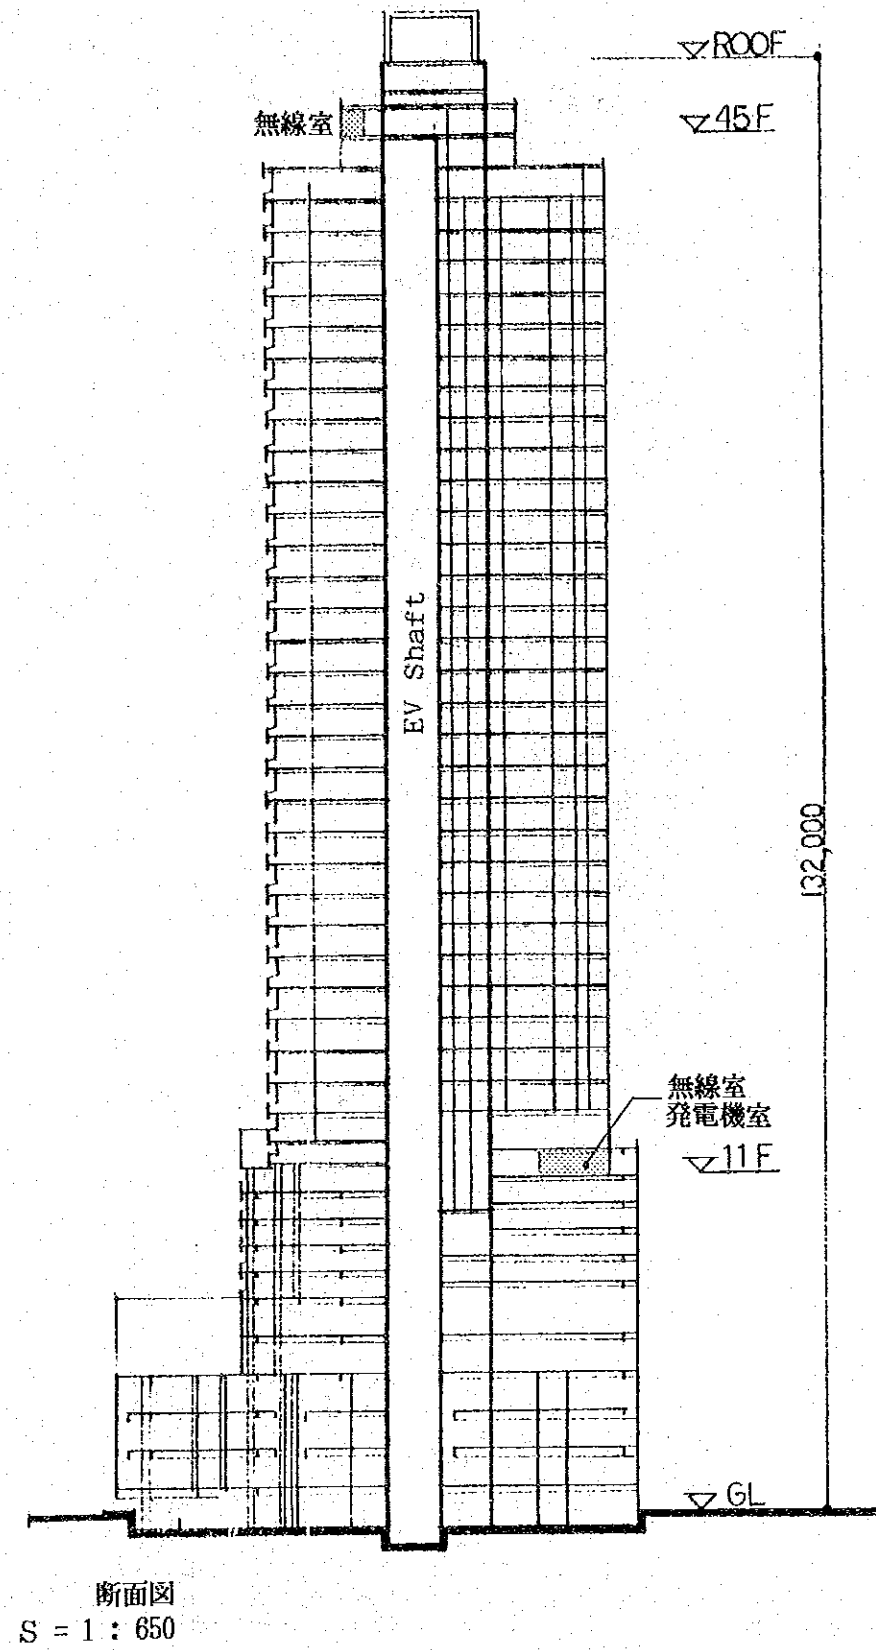 ROOF
無線室
45F
EV Shaft
132,000
無線室
発電機室
11F
GL
断面図
S = 1 : 650